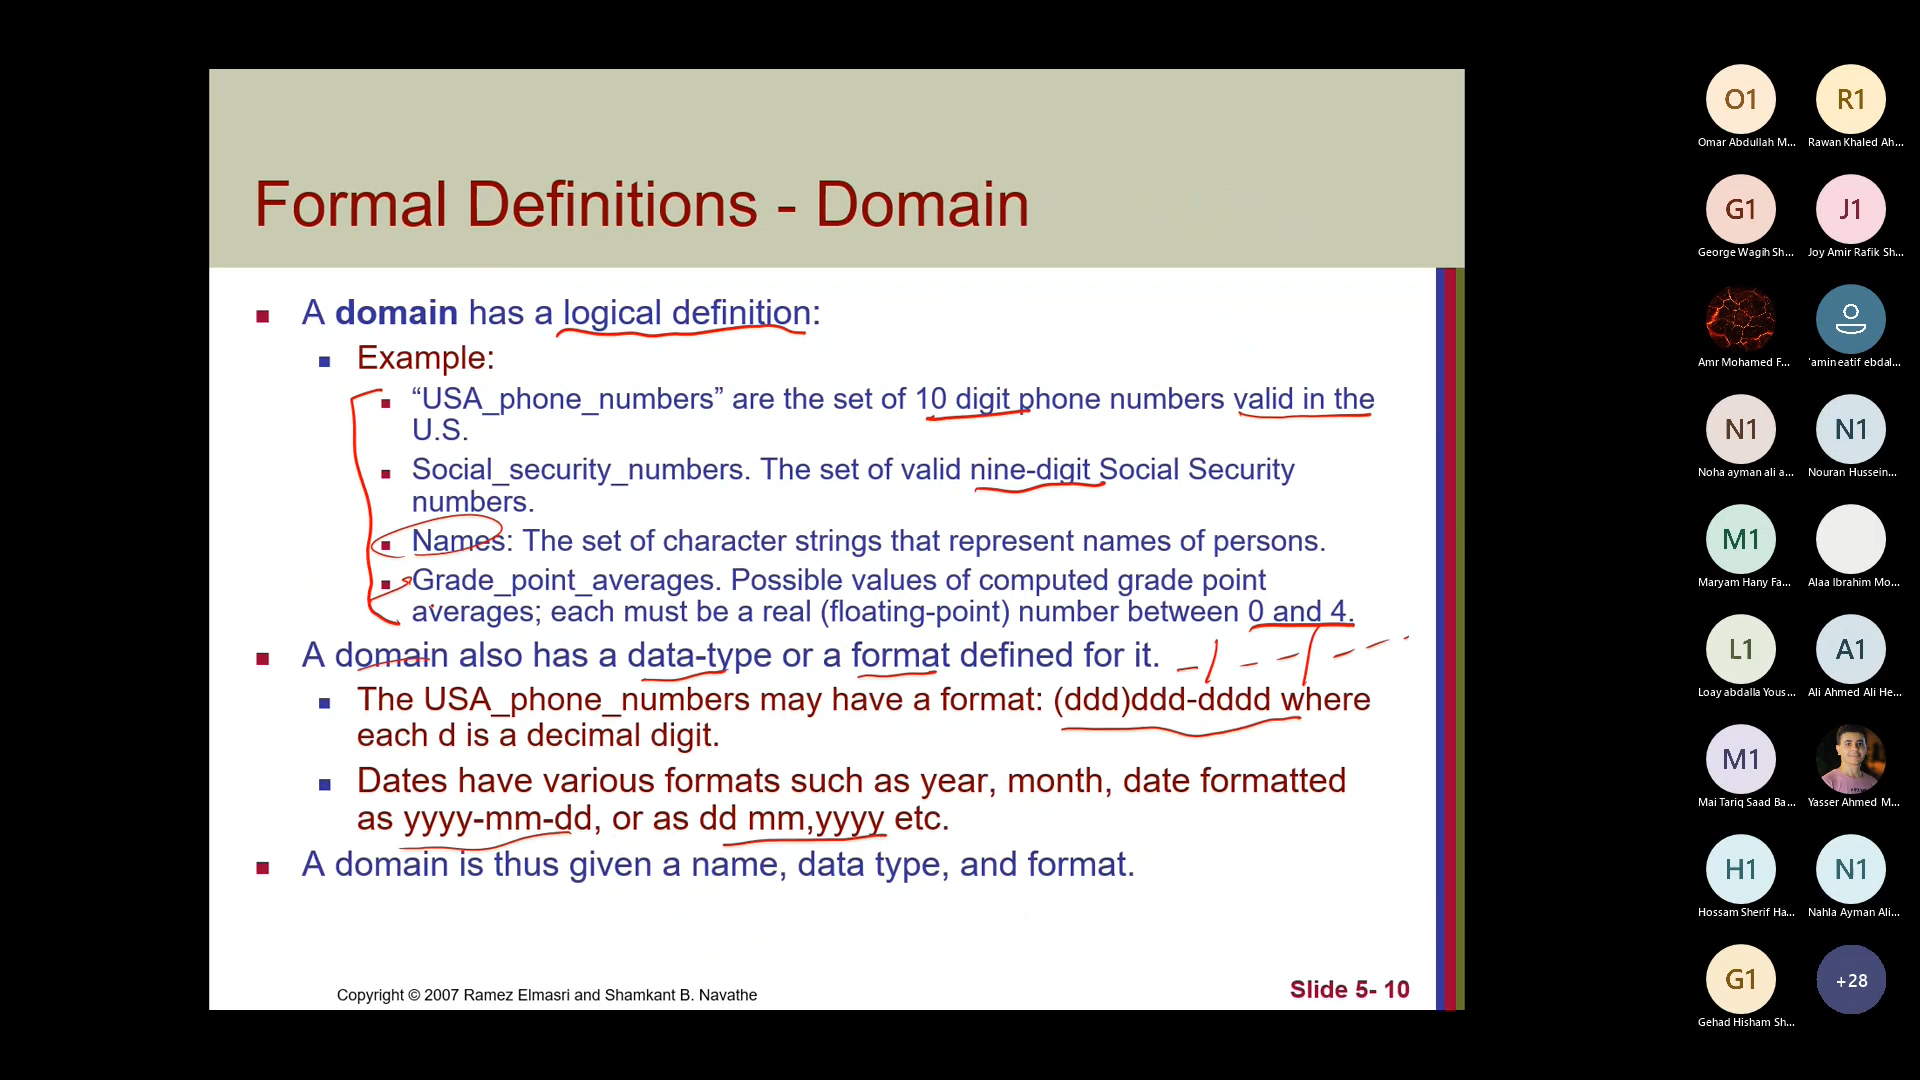 Formal Definitions - Domain
A domain has a logical definition:
Example:
“USA_phone_numbers” are the set of 10 digit phone numbers valid in the
U.S.
Social_security_numbers. The set of valid nine-digit Social Security
numbers.
Names: The set of character strings that represent names of persons.
Grade_point_averages. Possible values of computed grade point
averages; each must be a real (floating-point) number between 0 and 4.
A domain also has a data-type or a format defined for it.
The USA_phone_numbers may have a format: (ddd)ddd-dddd where
each d is a decimal digit.
Dates have various formats such as year, month, date formatted
as yyyy-mm-dd, or as dd mm,yyyy etc.
A domain is thus given a name, data type, and format.
Copyright © 2007 Ramez Elmasri and Shamkant B. Navathe
Slide 5- 10
O1
R1
Omar Abdullah M...
Rawan Khaled Ah...
G1
J1
George Wagih Sh...
Joy Amir Rafik Sh...
Amr Mohamed F...
'amin eatif ebdal...
N1
N1
Noha ayman ali a...
Nouran Hussein...
M1
Maryam Hany Fa...
Alaa Ibrahim Mo...
L1
A1
Loay abdalla Yous...
Ali Ahmed Ali He...
M1
Mai Tariq Saad Ba...
Yasser Ahmed M...
H1
N1
Hossam Sherif Ha...
Nahla Ayman Ali...
G1
+28
Gehad Hisham Sh...